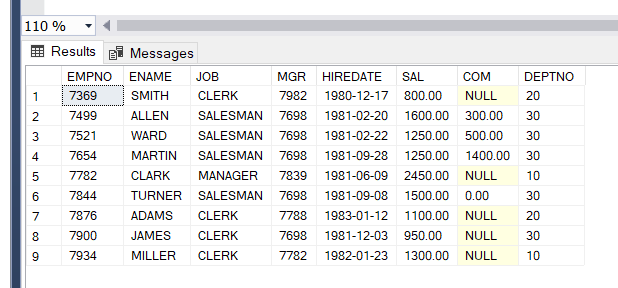 110 %
Results Messages
EMPNO ENAME JOB MGR HIREDATE SAL COM DEPTNO
1 7369 SMITH CLERK 7982 1980-12-17 800.00 NULL 20
2 7499 ALLEN SALESMAN 7698 1981-02-20 1600.00 300.00 30
3 7521 WARD SALESMAN 7698 1981-02-22 1250.00 500.00 30
4 7654 MARTIN SALESMAN 7698 1981-09-28 1250.00 1400.00 30
5 7782 CLARK MANAGER 7839 1981-06-09 2450.00 NULL 10
6 7844 TURNER SALESMAN 7698 1981-09-08 1500.00 0.00 30
7 7876 ADAMS CLERK 7788 1983-01-12 1100.00 NULL 20
8 7900 JAMES CLERK 7698 1981-12-03 950.00 NULL 30
9 7934 MILLER CLERK 7782 1982-01-23 1300.00 NULL 10